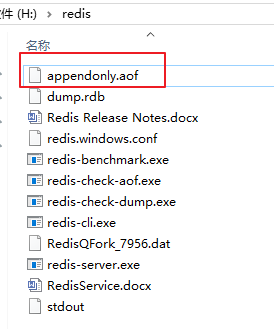 件 (H:) › redis
名称
appendonly.aof
dump.rdb
Redis Release Notes.docx
redis.windows.conf
redis-benchmark.exe
redis-check-aof.exe
redis-check-dump.exe
redis-cli.exe
RedisQFork_7956.dat
redis-server.exe
RedisService.docx
stdout